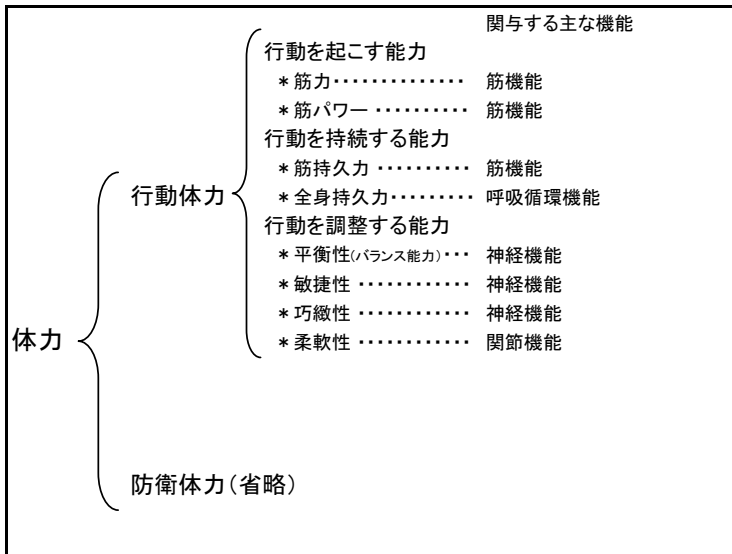 関与する主な機能
行動を起こす能力
＊筋力・・・・・・・・・・・・・・ 筋機能
＊筋パワー・・・・・・・・・・ 筋機能
行動を持続する能力
＊筋持久力・・・・・・・・・・ 筋機能
行動体力
＊全身持久力・・・・・・・・・ 呼吸循環機能
行動を調整する能力
＊平衡性(バランス能力)・・・ 神経機能
＊敏捷性・・・・・・・・・・・・ 神経機能
＊巧緻性・・・・・・・・・・・・ 神経機能
体力
＊柔軟性・・・・・・・・・・・・ 関節機能
防衛体力（省略）